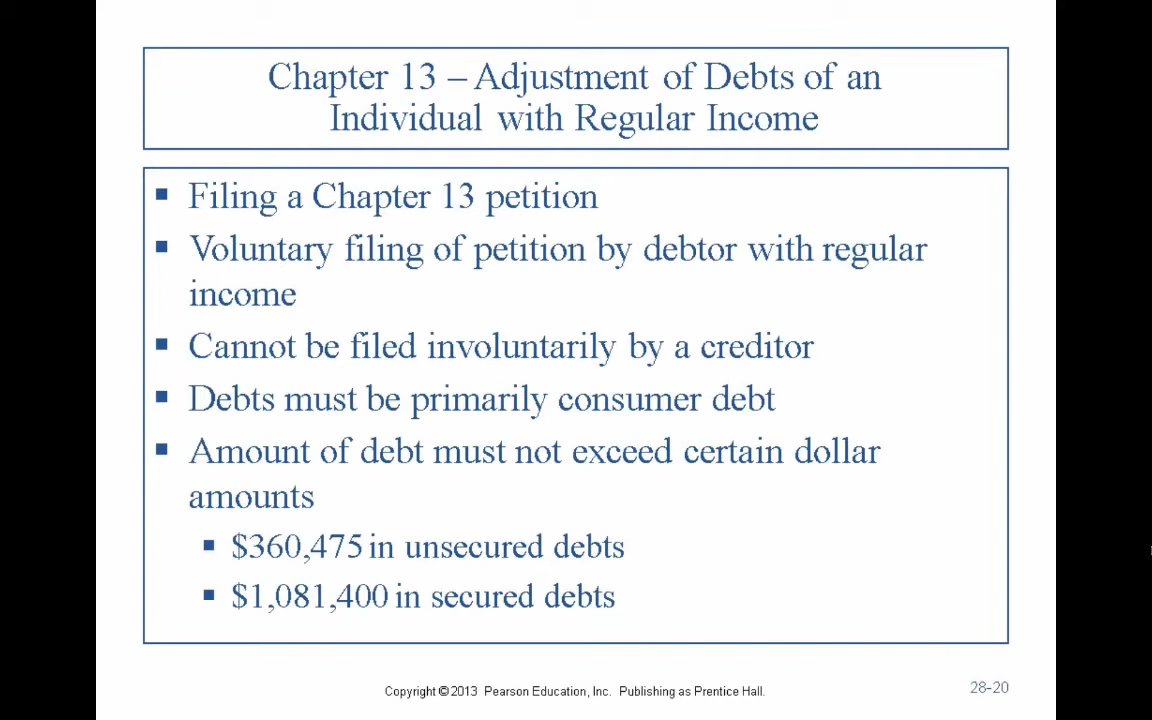 Chapter 13 – Adjustment of Debts of an
Individual with Regular Income
▪ Filing a Chapter 13 petition
▪ Voluntary filing of petition by debtor with regular
income
▪ Cannot be filed involuntarily by a creditor
▪ Debts must be primarily consumer debt
▪ Amount of debt must not exceed certain dollar
amounts
▪ $360,475 in unsecured debts
▪ $1,081,400 in secured debts
Copyright © 2013 Pearson Education, Inc. Publishing as Prentice Hall.
28-20